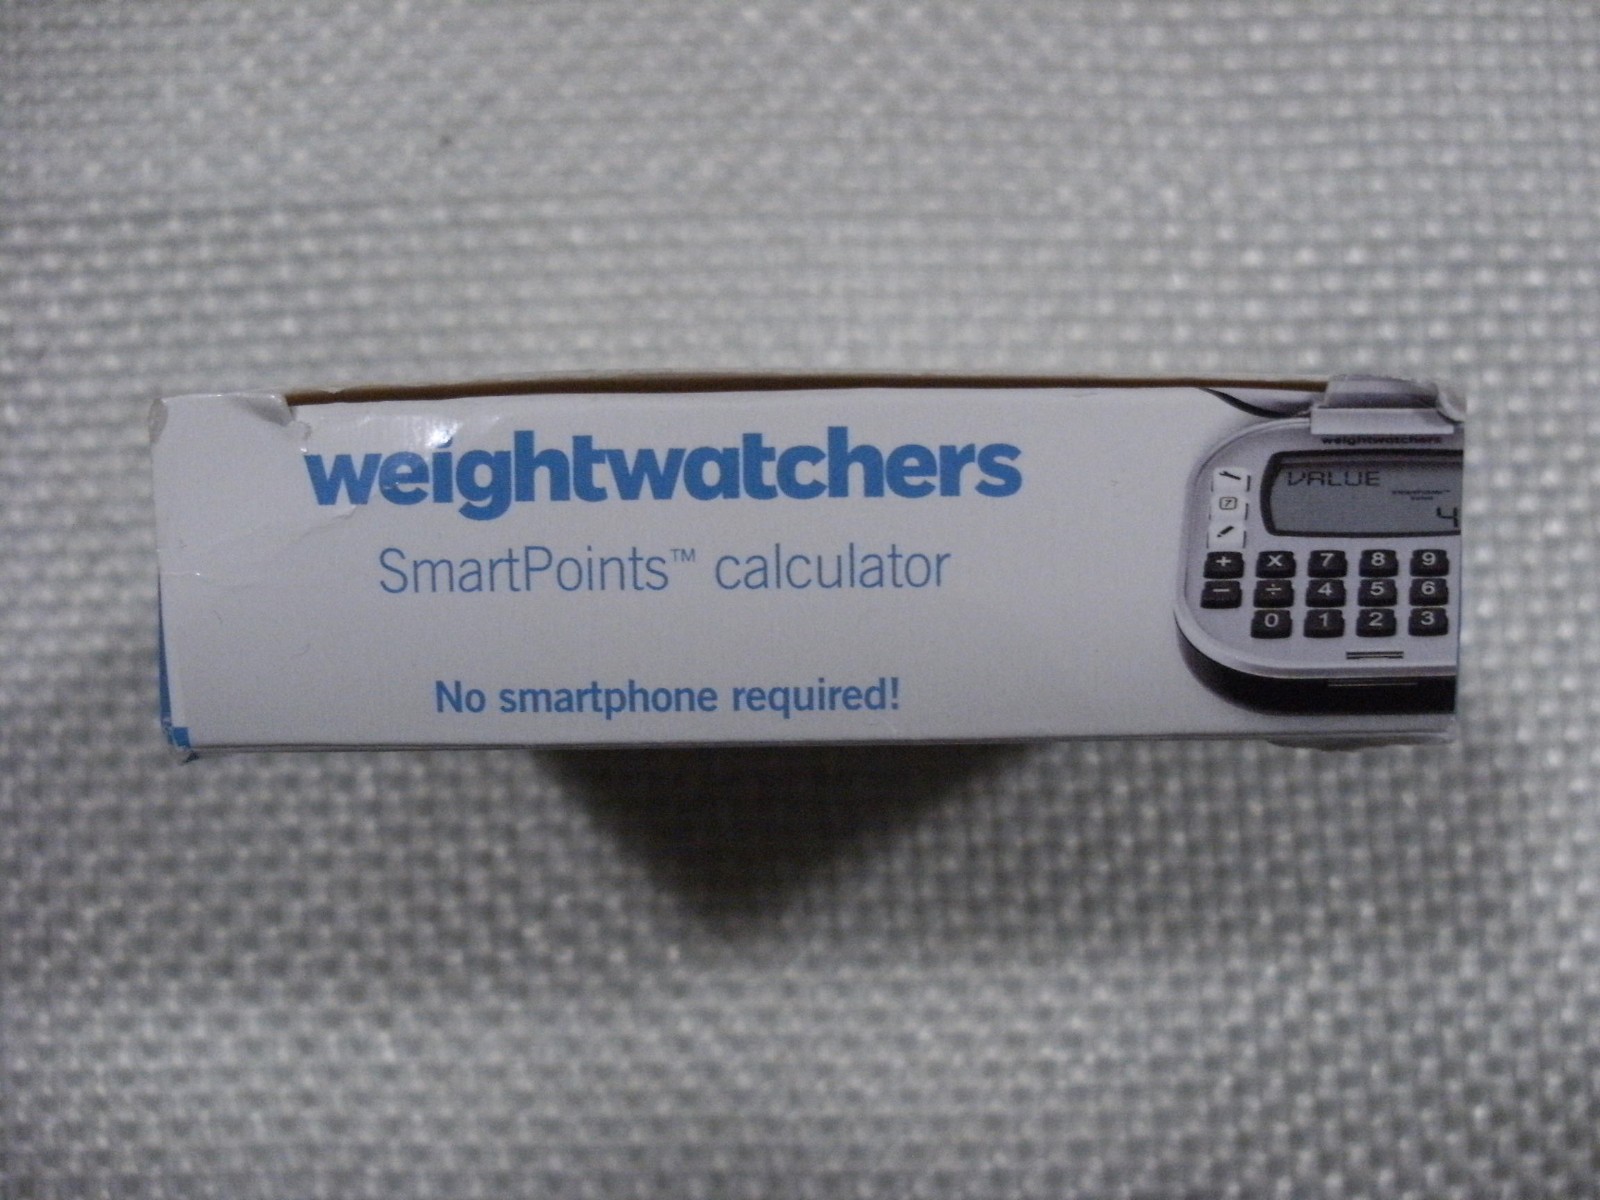 weightwatchers
SmartPoints™ calculator
No smartphone required!
weightwatchers
VALUE
4
7
+ x 7 8 9
− ÷ 4 5 6
0 1 2 3